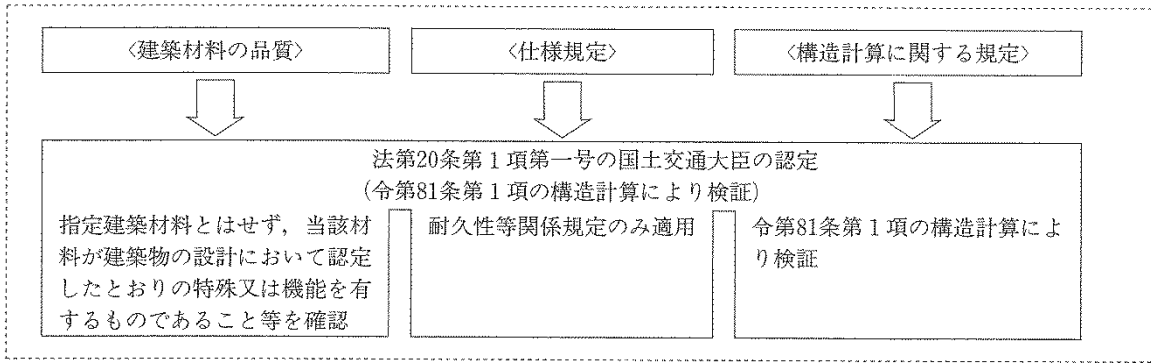 〈建築材料の品質〉
〈仕様規定〉
〈構造計算に関する規定〉
法第20条第1項第一号の国土交通大臣の認定
(令第81条第1項の構造計算により検証)
指定建築材料とはせず，当該材
料が建築物の設計において認定
したとおりの特殊又は機能を有
するものであること等を確認
耐久性等関係規定のみ適用
令第81条第1項の構造計算によ
り検証